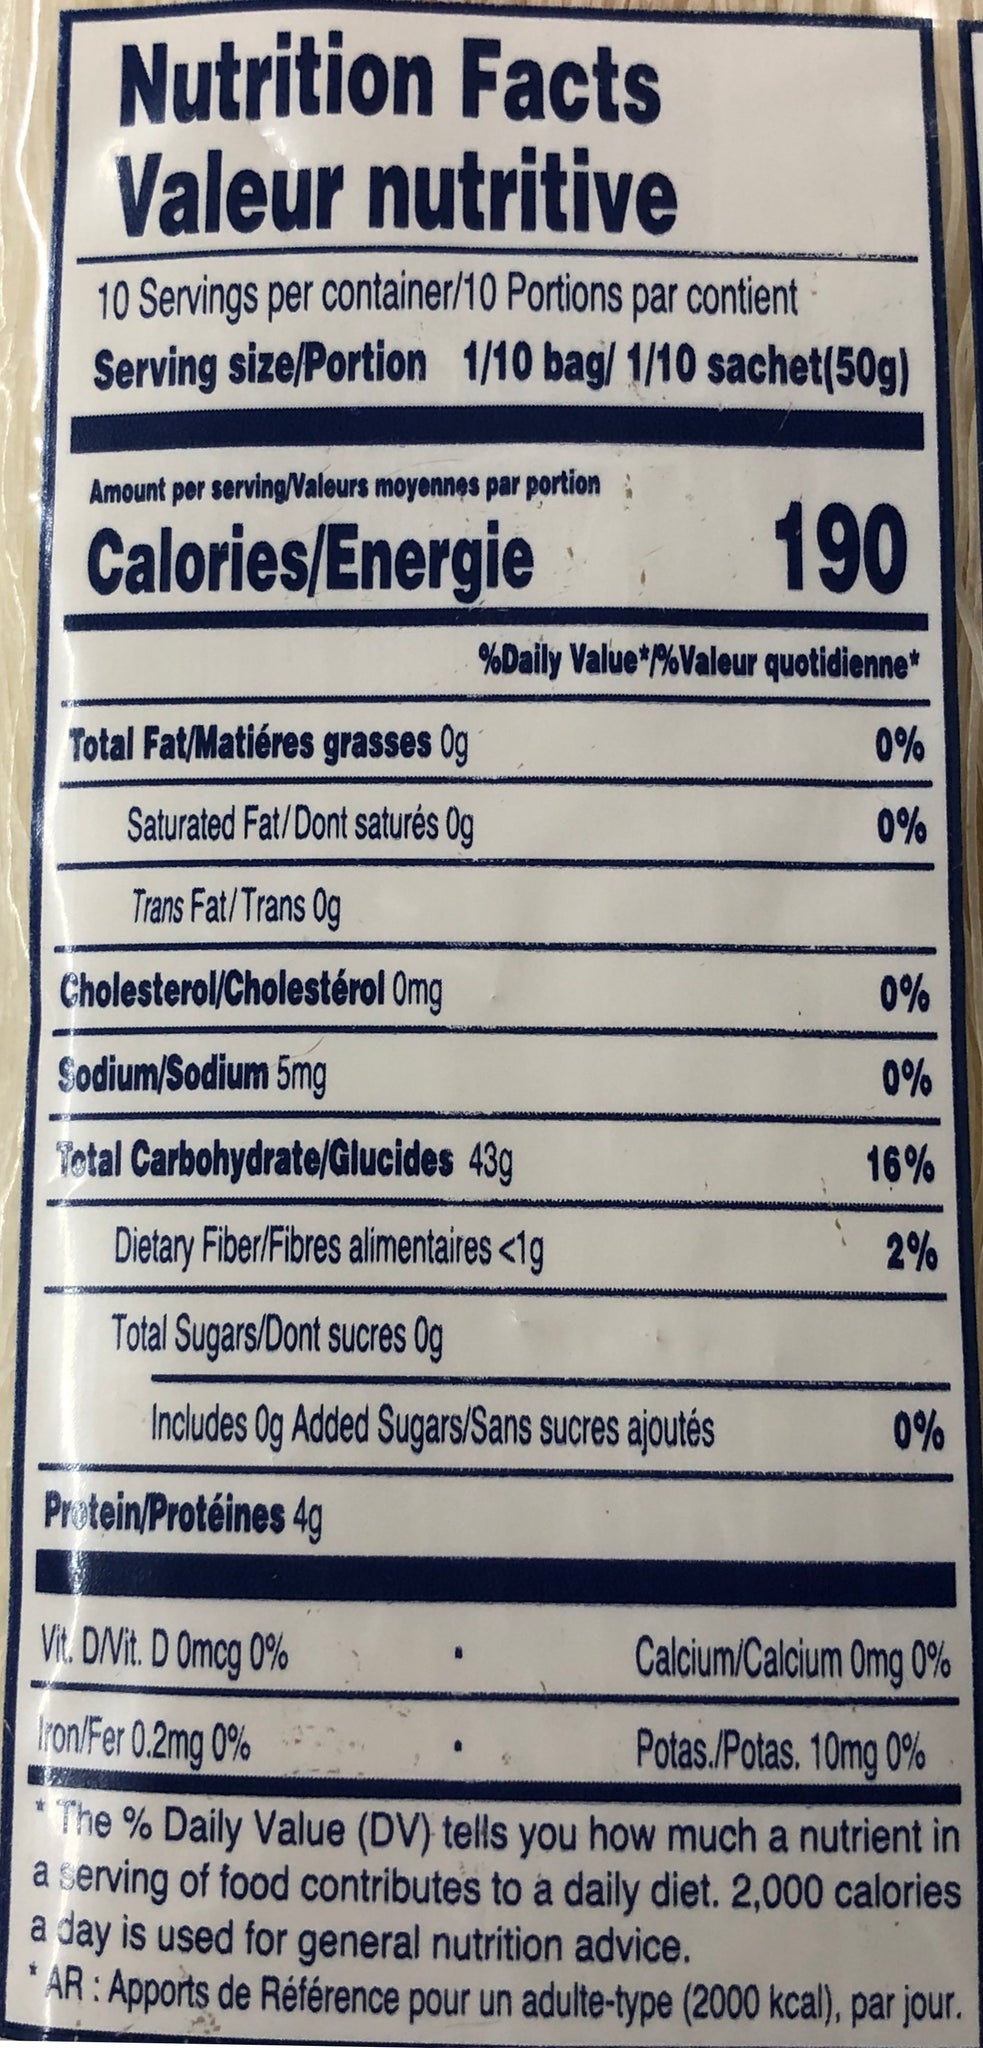 Nutrition Facts
Valeur nutritive
10 Servings per container/10 Portions par contient
Serving size/Portion 1/10 bag/ 1/10 sachet(50g)
Amount per serving/Valeurs moyennes par portion
Calories/Energie 190
%Daily Value*/%Valeur quotidienne*
Total Fat/Matiéres grasses 0g 0%
Saturated Fat/Dont saturés 0g 0%
Trans Fat/Trans 0g
Cholesterol/Cholestérol 0mg 0%
Sodium/Sodium 5mg 0%
Total Carbohydrate/Glucides 43g 16%
Dietary Fiber/Fibres alimentaires <1g 2%
Total Sugars/Dont sucres 0g
Includes 0g Added Sugars/Sans sucres ajoutés 0%
Protein/Protéines 4g
Vit. D/Vit. D 0mcg 0% • Calcium/Calcium 0mg 0%
Iron/Fer 0.2mg 0% • Potas./Potas. 10mg 0%
* The % Daily Value (DV) tells you how much a nutrient in
a serving of food contributes to a daily diet. 2,000 calories
a day is used for general nutrition advice.
* AR : Apports de Référence pour un adulte-type (2000 kcal), par jour.